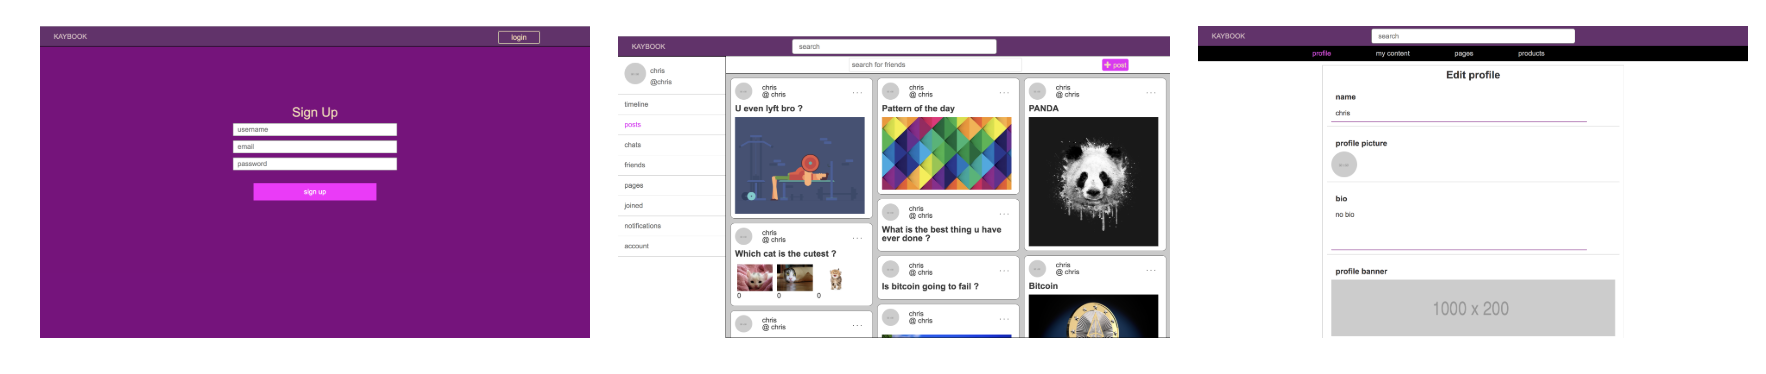 KAYBOOK
login
Sign Up
username
email
password
sign up
KAYBOOK
search
chris
@chris
timeline
posts
chats
friends
pages
joined
notifications
account
search for friends
+ post
chris
@ chris
...
U even lyft bro ?
chris
@ chris
...
Which cat is the cutest ?
0 0 0
chris
@ chris
...
chris
@ chris
...
Pattern of the day
chris
@ chris
...
What is the best thing u have
ever done ?
chris
@ chris
...
Is bitcoin going to fail ?
chris
@ chris
...
chris
@ chris
...
PANDA
chris
@ chris
...
Bitcoin
KAYBOOK
search
profile my content pages products
Edit profile
name
chris
profile picture
bio
no bio
profile banner
1000 x 200